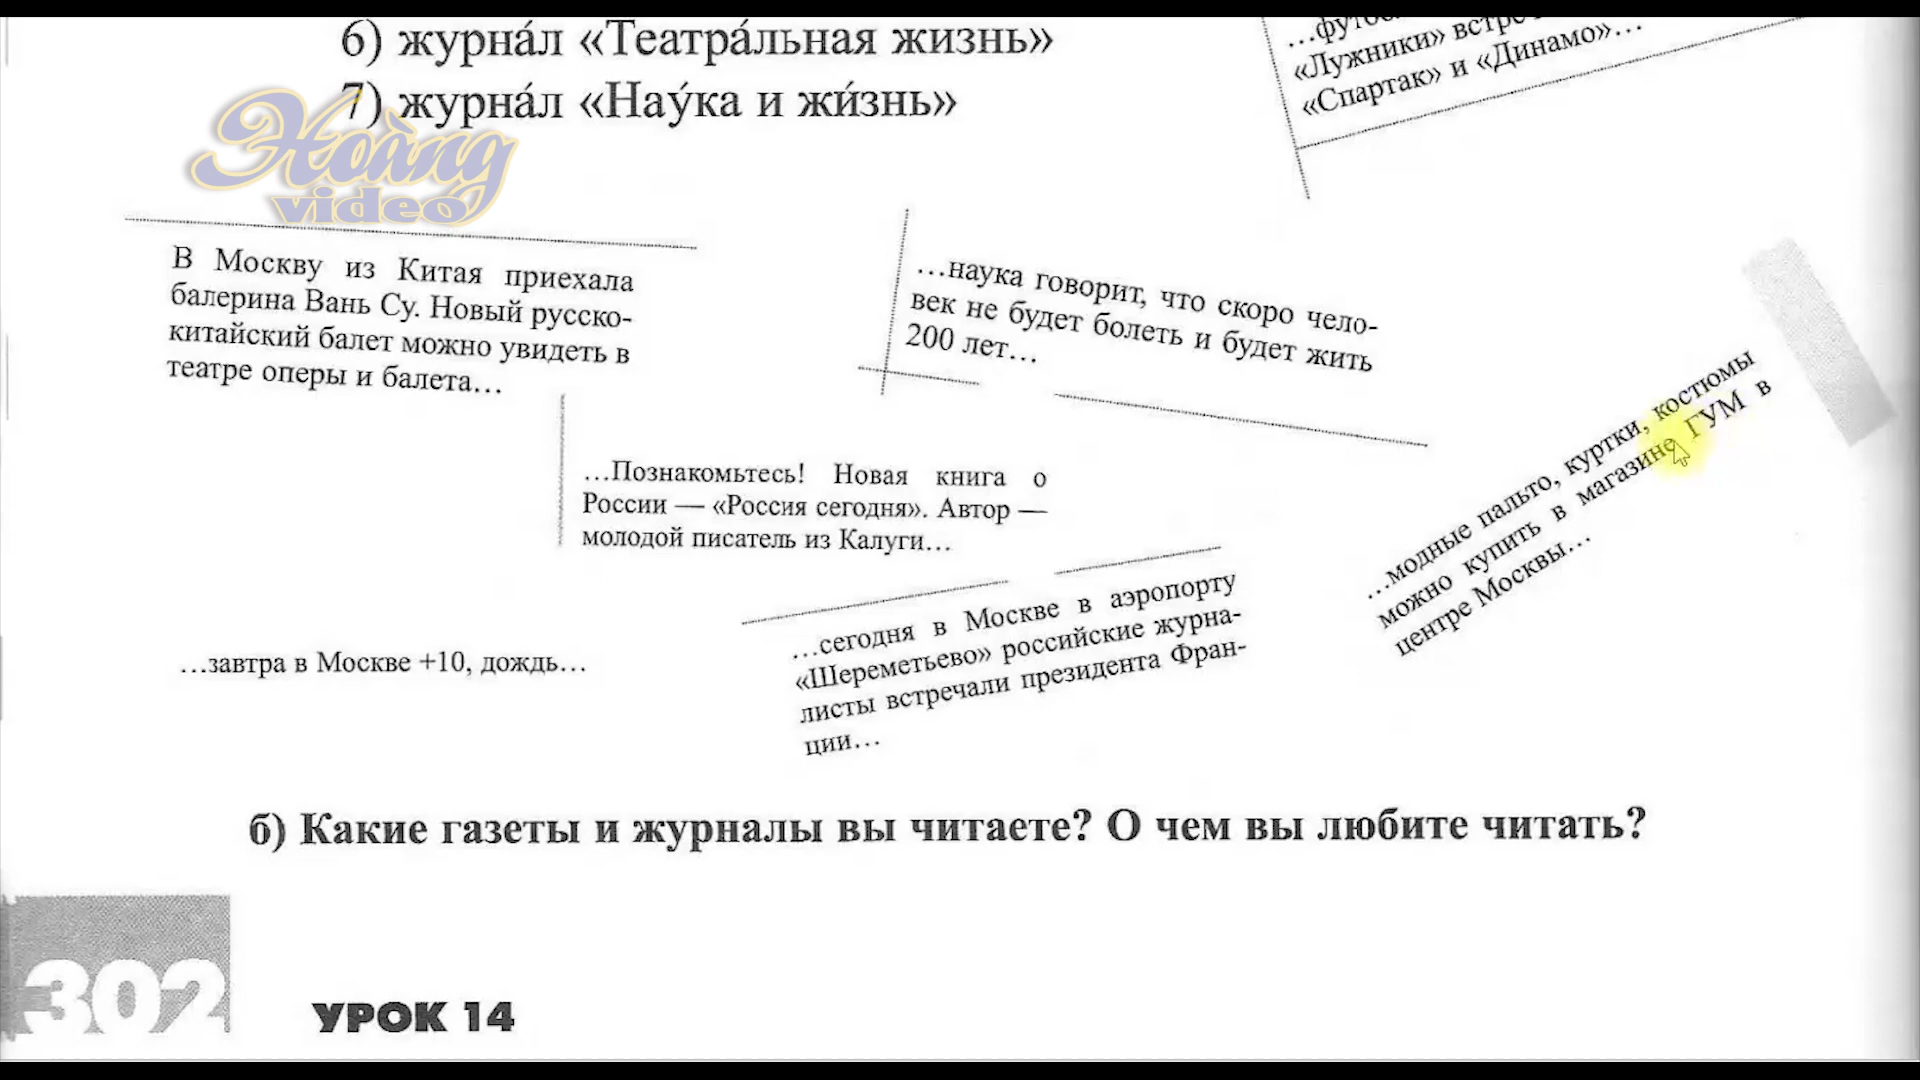 6) журна́л «Театра́льная жизнь»
7) журна́л «Нау́ка и жи́знь»
«Лужники» встре
«Спартак» и «Динамо»…
Hoàng
video
В Москву из Китая приехала
балерина Вань Су. Новый русско-
китайский балет можно увидеть в
театре оперы и балета…
…наука говорит, что скоро чело-
век не будет болеть и будет жить
200 лет…
…Познакомьтесь! Новая книга о
России — «Россия сегодня». Автор —
молодой писатель из Калуги…
…модные пальто, куртки, костюмы
можно купить в магазине ГУМ в
центре Москвы…
…завтра в Москве +10, дождь…
…сегодня в Москве в аэропорту
«Шереметьево» российские журна-
листы встречали президента Фран-
ции…
б) Какие газеты и журналы вы читаете? О чем вы любите читать?
302
УРОК 14